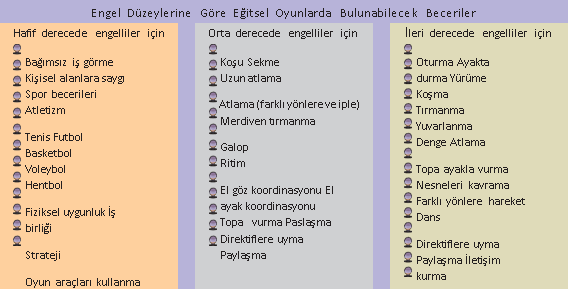 Engel Düzeylerine Göre Eğitsel Oyunlarda Bulunabilecek Beceriler
Hafif derecede engelliler için
Bağımsız iş görme
Kişisel alanlara saygı
Spor becerileri
Atletizm
Tenis Futbol
Basketbol
Voleybol
Hentbol
Fiziksel uygunluk İş
birliği
Strateji
Oyun araçları kullanma
Orta derecede engelliler için
Koşu Sekme
Uzun atlama
Atlama (farklı yönlere ve iple)
Merdiven tırmanma
Galop
Ritim
El göz koordinasyonu El
ayak koordinasyonu
Topa vurma Paslaşma
Direktiflere uyma
Paylaşma
İleri derecede engelliler için
Oturma Ayakta
durma Yürüme
Koşma
Tırmanma
Yuvarlanma
Denge Atlama
Topa ayakla vurma
Nesneleri kavrama
Farklı yönlere hareket
Dans
Direktiflere uyma
Paylaşma İletişim
kurma